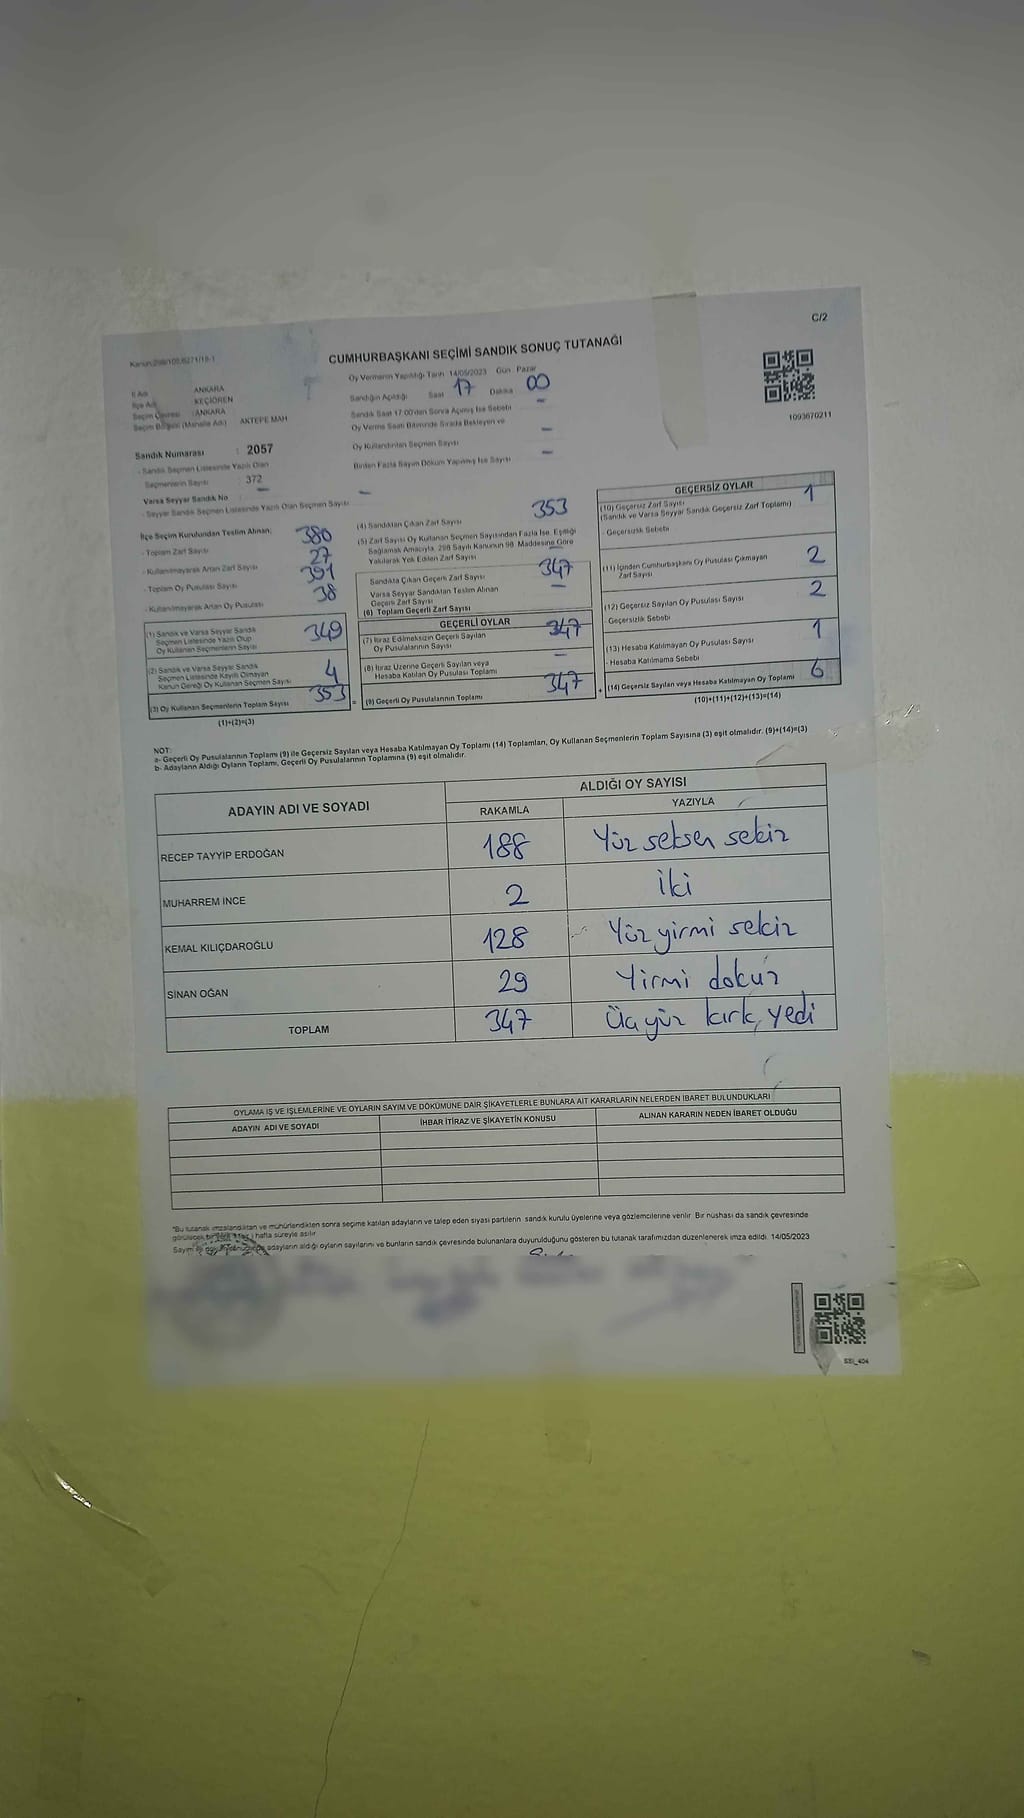 C/2
Kanun:298/105,6271/18-1
CUMHURBAŞKANI SEÇİMİ SANDIK SONUÇ TUTANAĞI
1093670211
İl Adı ANKARA
İlçe Adı KEÇİÖREN
Seçim Çevresi : ANKARA
Seçim Bölgesi (Mahalle Adı) AKTEPE MAH
Sandık Numarası : 2057
- Sandık Seçmen Listesinde Yazılı Olan
Seçmenlerin Sayısı : 372
Varsa Seyyar Sandık No –
- Seyyar Sandık Seçmen Listesinde Yazılı Olan Seçmen Sayısı –
Oy Vermenin Yapıldığı Tarih 14/05/2023 Gün Pazar
Sandığın Açıldığı Saat 17 Dakika 00
Sandık Saat 17:00'dan Sonra Açılmış İse Sebebi –
Oy Verme Saati Bitiminde Sırada Bekleyen ve
Oy Kullandırılan Seçmen Sayısı –
Birden Fazla Sayım Döküm Yapılmış İse Sayısı –
İlçe Seçim Kurulundan Teslim Alınan;
- Toplam Zarf Sayısı 380
- Kullanılmayarak Artan Zarf Sayısı 27
- Toplam Oy Pusulası Sayısı 391
- Kullanılmayarak Artan Oy Pusulası 38
(1) Sandık ve Varsa Seyyar Sandık
Seçmen Listesinde Yazılı Olup
Oy Kullanan Seçmenlerin Sayısı 349
(2) Sandık ve Varsa Seyyar Sandık
Seçmen Listesinde Kayıtlı Olmayan
Kanun Gereği Oy Kullanan Seçmen Sayısı 4
(3) Oy Kullanan Seçmenlerin Toplam Sayısı 353
(1)+(2)=(3)
(4) Sandıktan Çıkan Zarf Sayısı 353
(5) Zarf Sayısı Oy Kullanan Seçmen Sayısından Fazla İse, Eşitliği
Sağlamak Amacıyla, 298 Sayılı Kanunun 98. Maddesine Göre
Yakılarak Yok Edilen Zarf Sayısı –
Sandıkta Çıkan Geçerli Zarf Sayısı 347
Varsa Seyyar Sandıktan Teslim Alınan
Geçerli Zarf Sayısı –
(6) Toplam Geçerli Zarf Sayısı
GEÇERLİ OYLAR
(7) İtiraz Edilmeksizin Geçerli Sayılan
Oy Pusulalarının Sayısı 347
(8) İtiraz Üzerine Geçerli Sayılan veya
Hesaba Katılan Oy Pusulası Toplamı –
(9) Geçerli Oy Pusulalarının Toplamı 347
GEÇERSİZ OYLAR
(10) Geçersiz Zarf Sayısı 1
(Sandık ve Varsa Seyyar Sandık Geçersiz Zarf Toplamı)
- Geçersizlik Sebebi
(11) İçinden Cumhurbaşkanı Oy Pusulası Çıkmayan
Zarf Sayısı 2
(12) Geçersiz Sayılan Oy Pusulası Sayısı 2
- Geçersizlik Sebebi
(13) Hesaba Katılmayan Oy Pusulası Sayısı 1
- Hesaba Katılmama Sebebi
(14) Geçersiz Sayılan veya Hesaba Katılmayan Oy Toplamı 6
(10)+(11)+(12)+(13)=(14)
NOT:
a- Geçerli Oy Pusulalarının Toplamı (9) ile Geçersiz Sayılan veya Hesaba Katılmayan Oy Toplamı (14) Toplamları, Oy Kullanan Seçmenlerin Toplam Sayısına (3) eşit olmalıdır. (9)+(14)=(3)
b- Adayların Aldığı Oyların Toplamı, Geçerli Oy Pusulalarının Toplamına (9) eşit olmalıdır.
ADAYIN ADI VE SOYADI ALDIĞI OY SAYISI
RAKAMLA YAZIYLA
RECEP TAYYİP ERDOĞAN 188 Yüz seksen sekiz
MUHARREM İNCE 2 iki
KEMAL KILIÇDAROĞLU 128 Yüz yirmi sekiz
SİNAN OĞAN 29 Yirmi dokuz
TOPLAM 347 Üç yüz kırk yedi
OYLAMA İŞ VE İŞLEMLERİNE VE OYLARIN SAYIM VE DÖKÜMÜNE DAİR ŞİKAYETLERLE BUNLARA AİT KARARLARIN NELERDEN İBARET BULUNDUKLARI
ADAYIN ADI VE SOYADI İHBAR İTİRAZ VE ŞİKAYETİN KONUSU ALINAN KARARIN NEDEN İBARET OLDUĞU
"Bu tutanak imzalandıktan ve mühürlendikten sonra seçime katılan adayların ve talep eden siyasi partilerin sandık kurulu üyelerine veya gözlemcilerine verilir. Bir nüshası da sandık çevresinde
görülecek bir hafta süreyle asılır
Sayım adayların aldığı oyların sayılarını ve bunların sandık çevresinde bulunanlara duyurulduğunu gösteren bu tutanak tarafımızdan düzenlenerek imza edildi. 14/05/2023
SSI_404